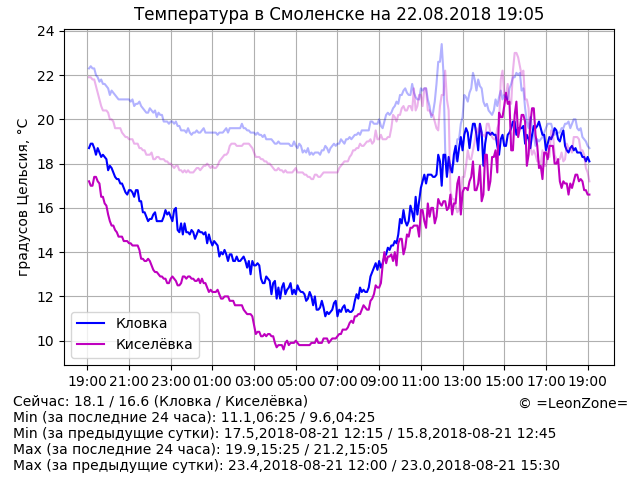 Температура в Смоленске на 22.08.2018 19:05
24
22
20
18
16
14
12
10
градусов Цельсия, °C
Кловка
Киселёвка
19:00 21:00 23:00 01:00 03:00 05:00 07:00 09:00 11:00 13:00 15:00 17:00 19:00
Сейчас: 18.1 / 16.6 (Кловка / Киселёвка)
© =LeonZone=
Min (за последние 24 часа): 11.1,06:25 / 9.6,04:25
Min (за предыдущие сутки): 17.5,2018-08-21 12:15 / 15.8,2018-08-21 12:45
Max (за последние 24 часа): 19.9,15:25 / 21.2,15:05
Max (за предыдущие сутки): 23.4,2018-08-21 12:00 / 23.0,2018-08-21 15:30